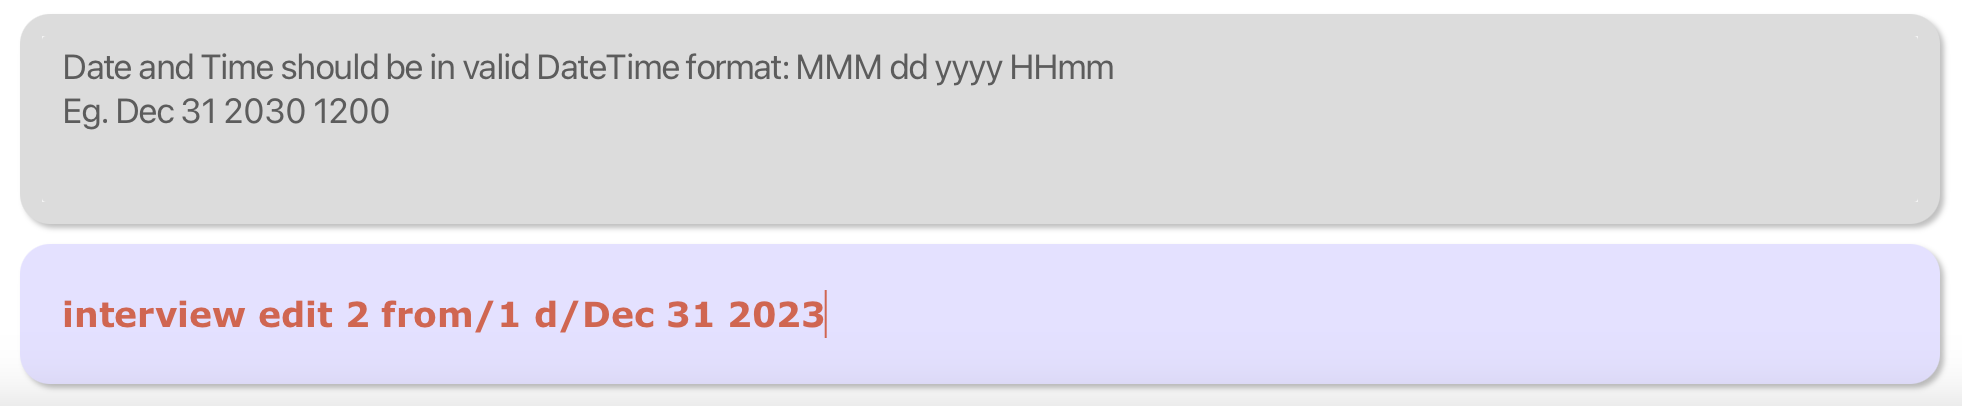 Date and Time should be in valid DateTime format: MMM dd yyyy HHmm
Eg. Dec 31 2030 1200
interview edit 2 from/1 d/Dec 31 2023